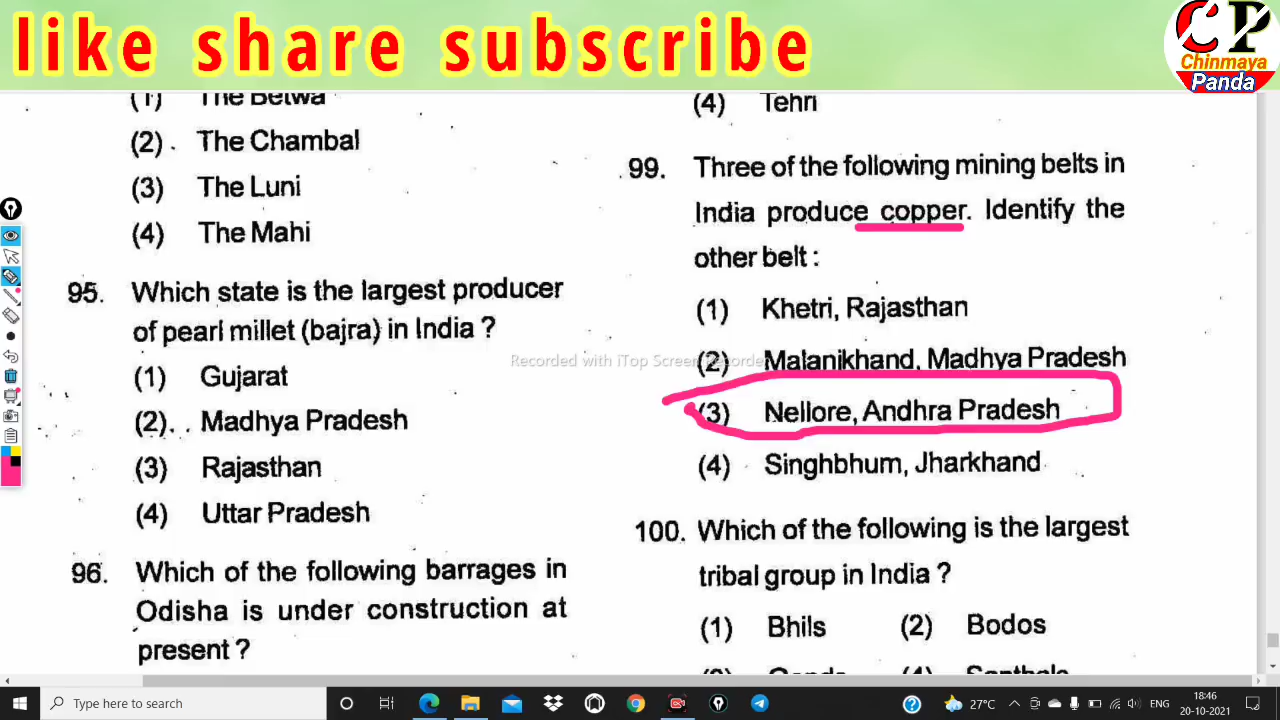 like share subscribe
CP
Chinmaya
Panda
(1) The Betwa
(2) The Chambal
(3) The Luni
(4) The Mahi
95. Which state is the largest producer
of pearl millet (bajra) in India ?
(1) Gujarat
(2) Madhya Pradesh
(3) Rajasthan
(4) Uttar Pradesh
96. Which of the following barrages in
Odisha is under construction at
present ?
(4) Tehri
99. Three of the following mining belts in
India produce copper. Identify the
other belt :
(1) Khetri, Rajasthan
(2) Malanikhand, Madhya Pradesh
(3) Nellore, Andhra Pradesh
(4) Singhbhum, Jharkhand
100. Which of the following is the largest
tribal group in India ?
(1) Bhils (2) Bodos
(4) Santhals
Recorded with iTop Screen Recorder
Type here to search
27°C
ENG
18:46
20-10-2021